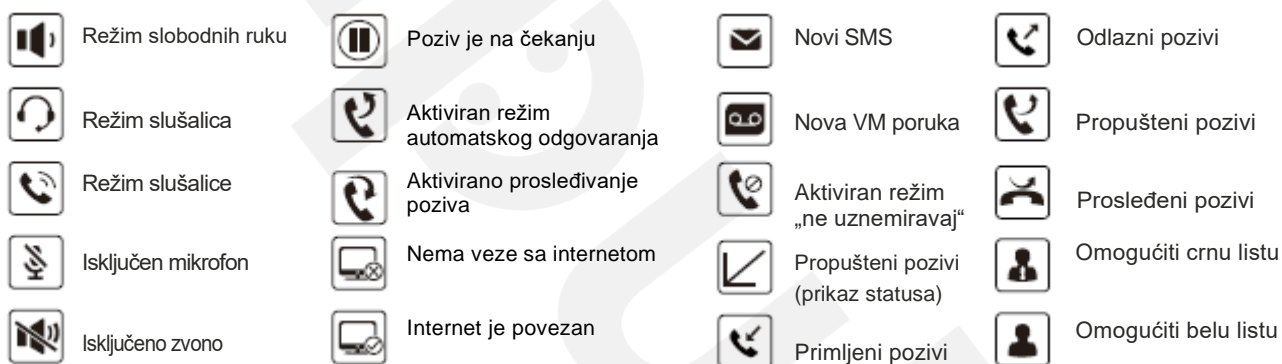 Režim slobodnih ruku
Režim slušalica
Režim slušalice
Isključen mikrofon
Isključeno zvono
Poziv je na čekanju
Aktiviran režim
automatskog odgovaranja
Aktivirano prosleđivanje
poziva
Nema veze sa internetom
Internet je povezan
Novi SMS
Nova VM poruka
Aktiviran režim
„ne uznemiravaj“
Propušteni pozivi
(prikaz statusa)
Primljeni pozivi
Odlazni pozivi
Propušteni pozivi
Prosleđeni pozivi
Omogućiti crnu listu
Omogućiti belu listu